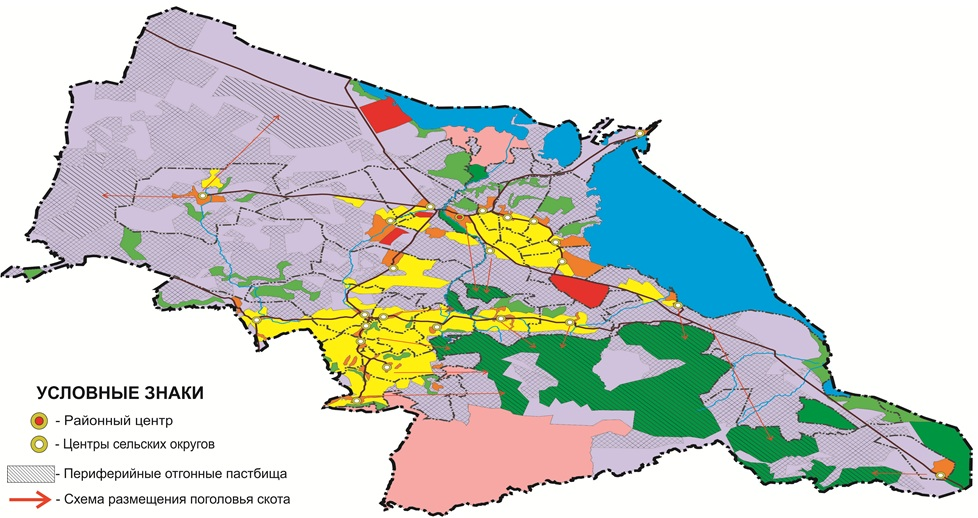 УСЛОВНЫЕ ЗНАКИ
- Районный центр
- Центры сельских округов
- Периферийные отгонные пастбища
- Схема размещения поголовья скота